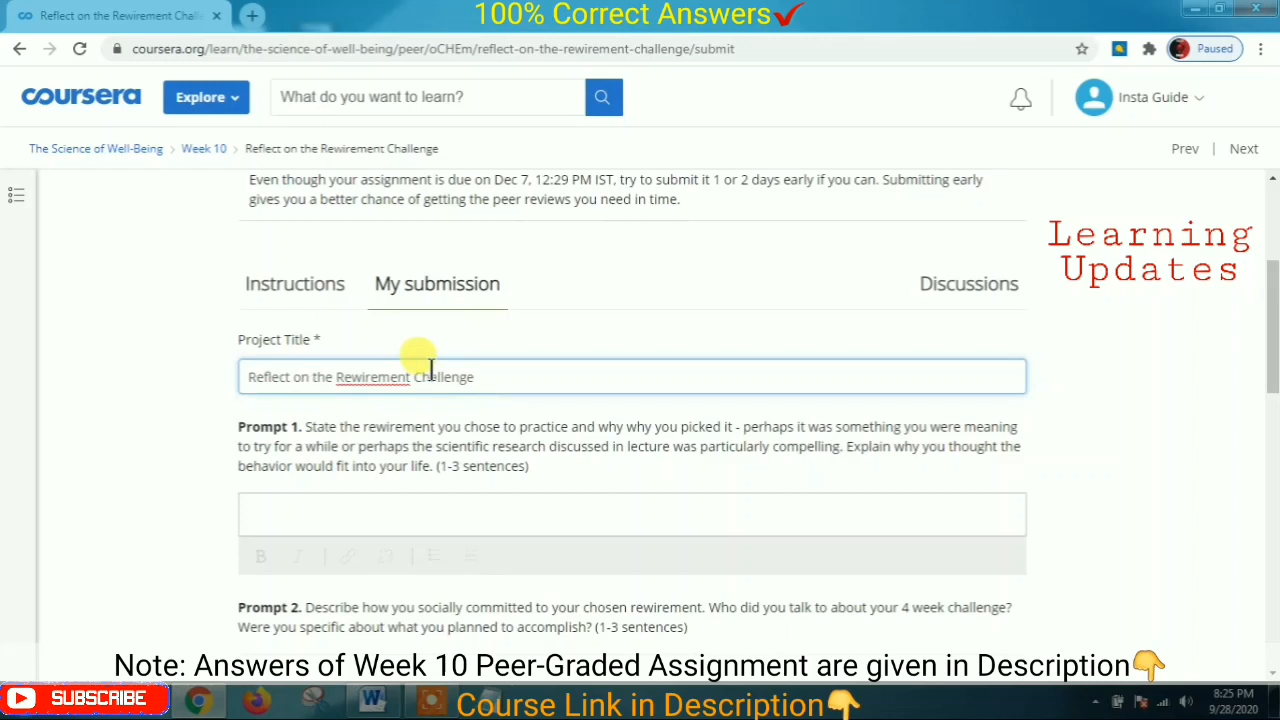 Reflect on the Rewirement Chall
100% Correct Answers
coursera.org/learn/the-science-of-well-being/peer/oCHEm/reflect-on-the-rewirement-challenge/submit
Paused
coursera
Explore
What do you want to learn?
Insta Guide
The Science of Well-Being > Week 10 > Reflect on the Rewirement Challenge
Prev | Next
Even though your assignment is due on Dec 7, 12:29 PM IST, try to submit it 1 or 2 days early if you can. Submitting early
gives you a better chance of getting the peer reviews you need in time.
Learning
Updates
Instructions My submission Discussions
Project Title *
Reflect on the Rewirement Challenge
Prompt 1. State the rewirement you chose to practice and why why you picked it - perhaps it was something you were meaning
to try for a while or perhaps the scientific research discussed in lecture was particularly compelling. Explain why you thought the
behavior would fit into your life. (1-3 sentences)
B I
Prompt 2. Describe how you socially committed to your chosen rewirement. Who did you talk to about your 4 week challenge?
Were you specific about what you planned to accomplish? (1-3 sentences)
Note: Answers of Week 10 Peer-Graded Assignment are given in Description
SUBSCRIBE
Course Link in Description
8:25 PM
9/28/2020